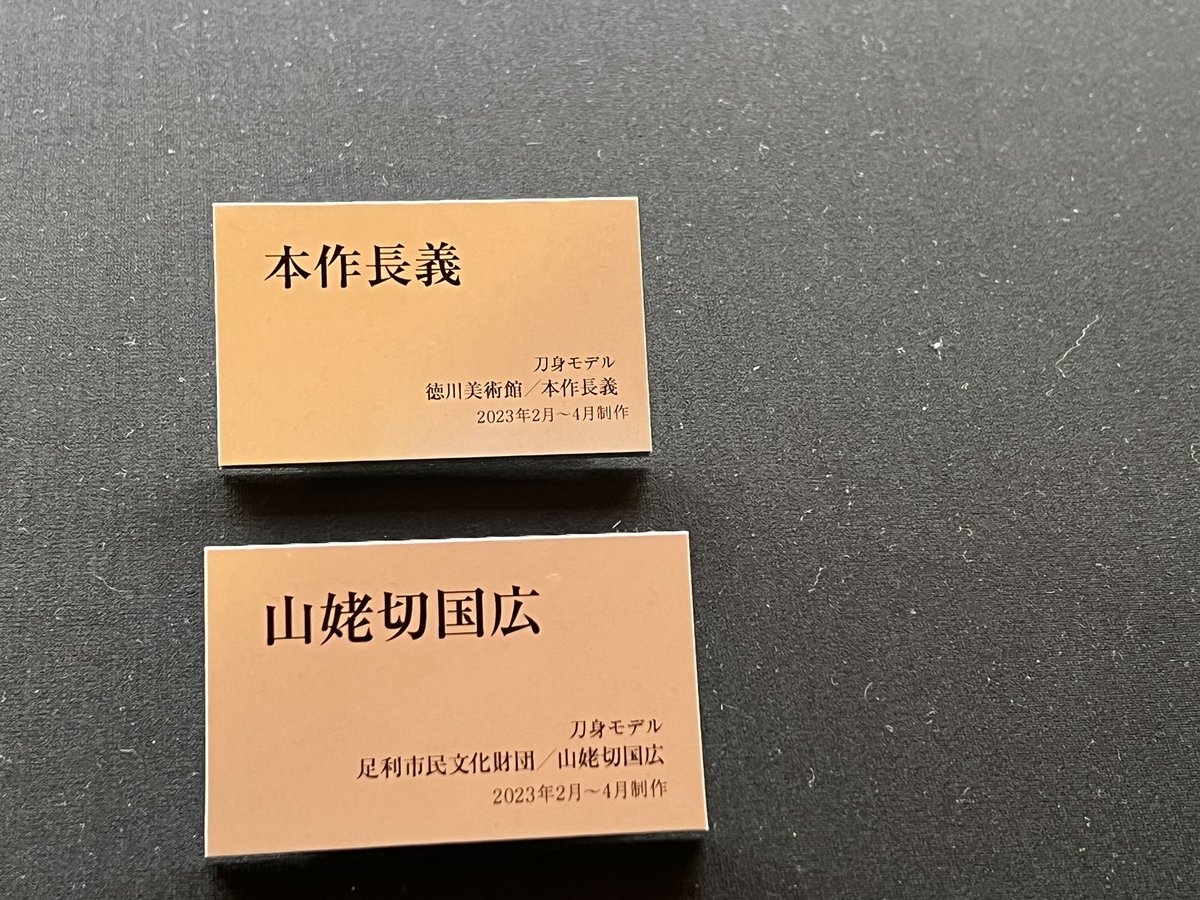 本作長義
刀身モデル
徳川美術館／本作長義
2023年2月〜4月制作
山姥切国広
刀身モデル
足利市民文化財団／山姥切国広
2023年2月〜4月制作